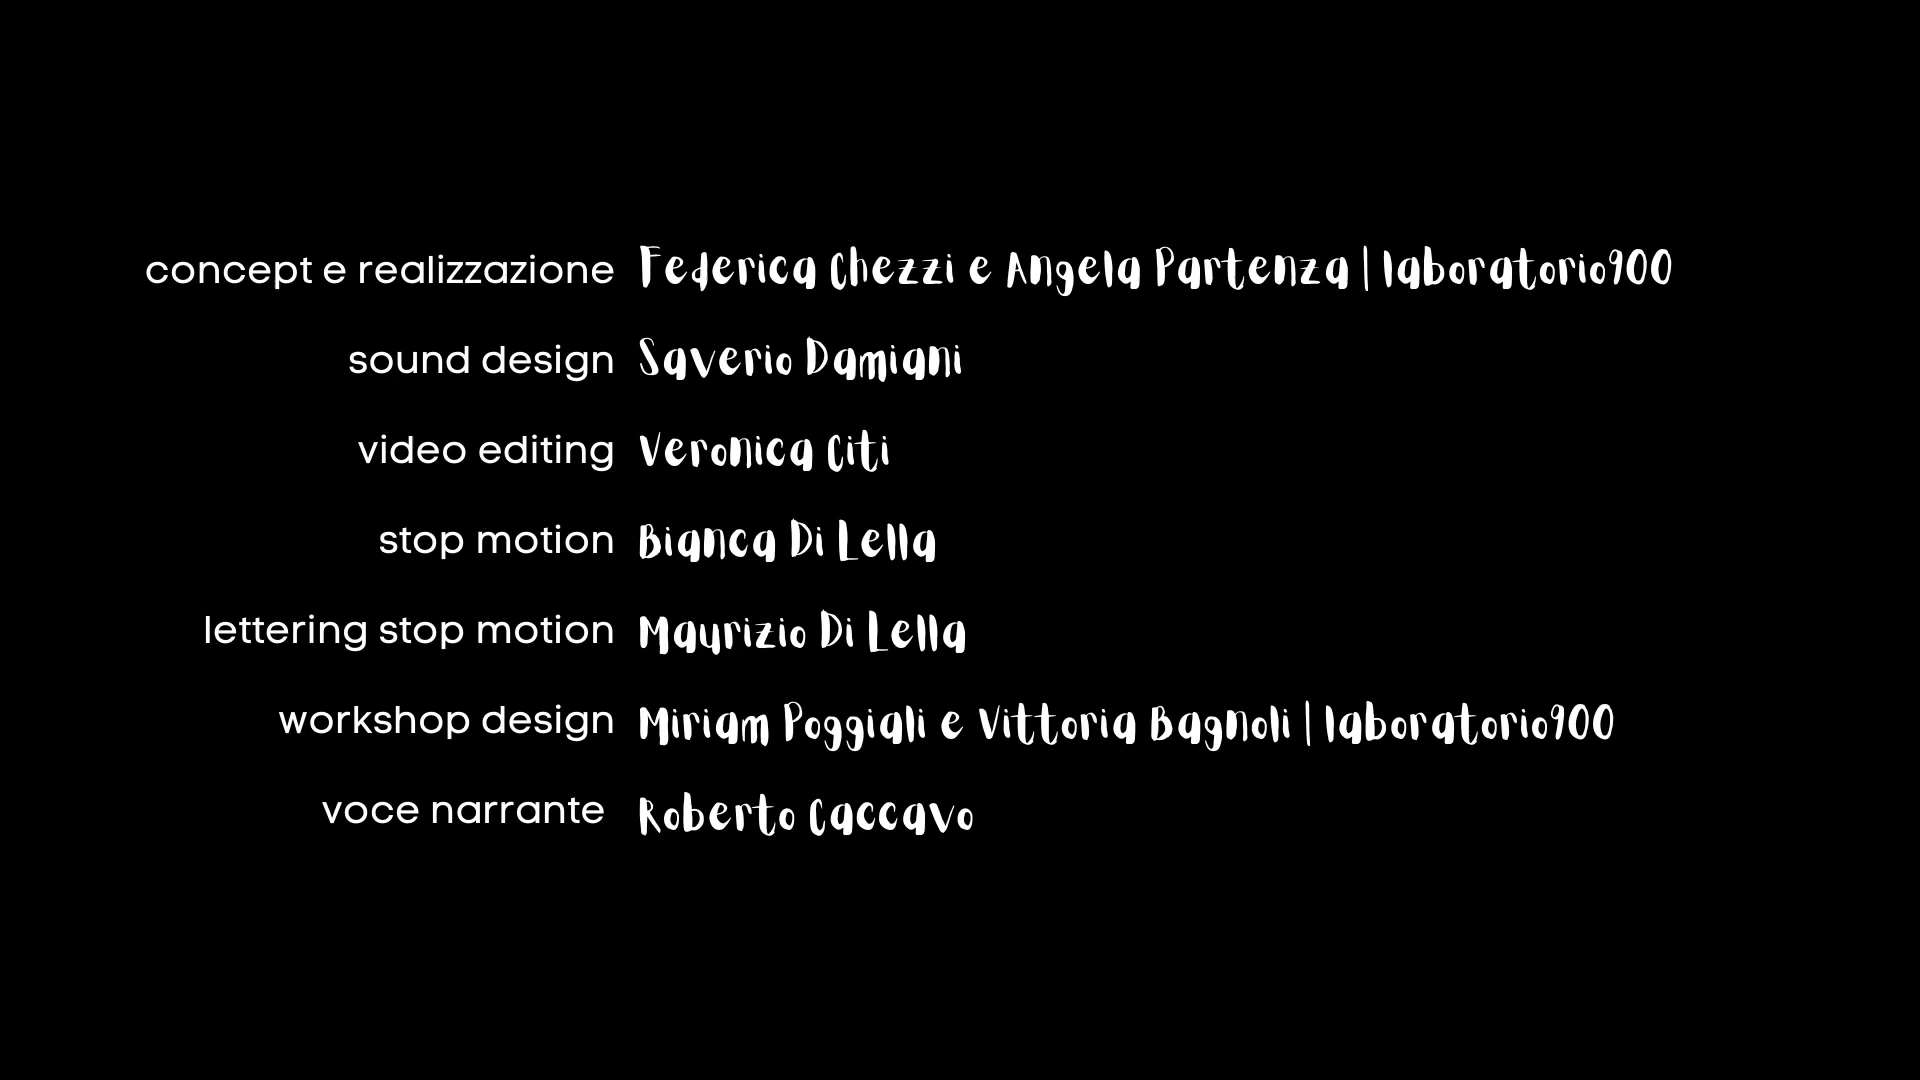 concept e realizzazione Federica Chezzi e Angela Partenza | laboratorio900
sound design Saverio Damiani
video editing Veronica Citi
stop motion Bianca Di Lella
lettering stop motion Maurizio Di Lella
workshop design Miriam Poggiali e Vittoria Bagnoli | laboratorio900
voce narrante Roberto Caccavo